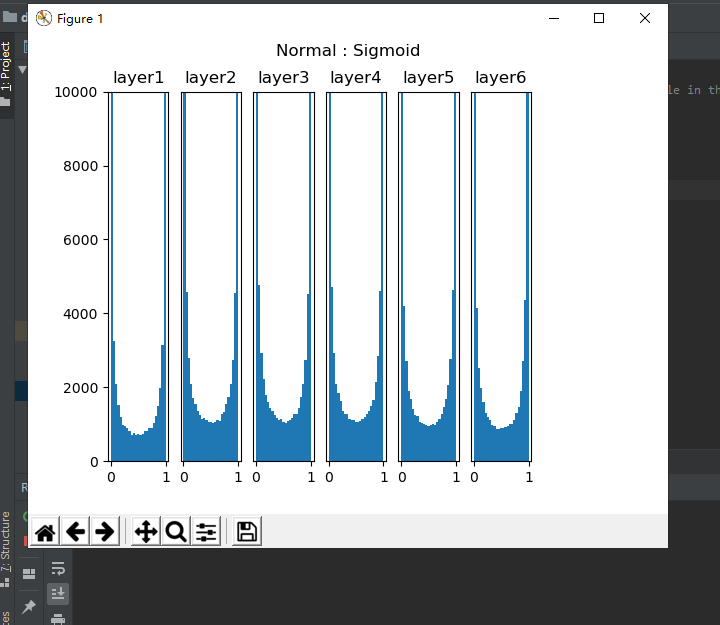 Figure 1
Normal : Sigmoid
layer1 layer2 layer3 layer4 layer5 layer6
10000
8000
6000
4000
2000
0
0 1 0 1 0 1 0 1 0 1 0 1
1: Project
7: Structure
d
le in th
R